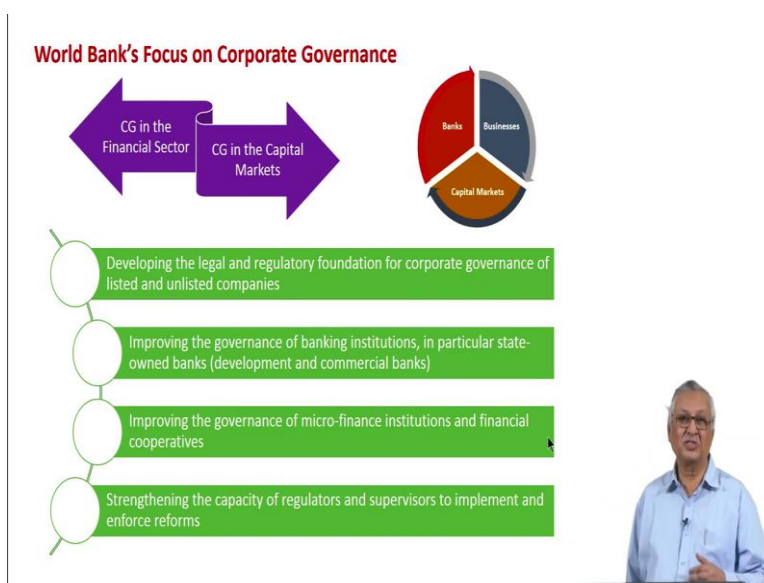 World Bank's Focus on Corporate Governance
CG in the
Financial Sector
CG in the Capital
Markets
Banks
Businesses
Capital Markets
Developing the legal and regulatory foundation for corporate governance of
listed and unlisted companies
Improving the governance of banking institutions, in particular state-
owned banks (development and commercial banks)
Improving the governance of micro-finance institutions and financial
cooperatives
Strengthening the capacity of regulators and supervisors to implement and
enforce reforms